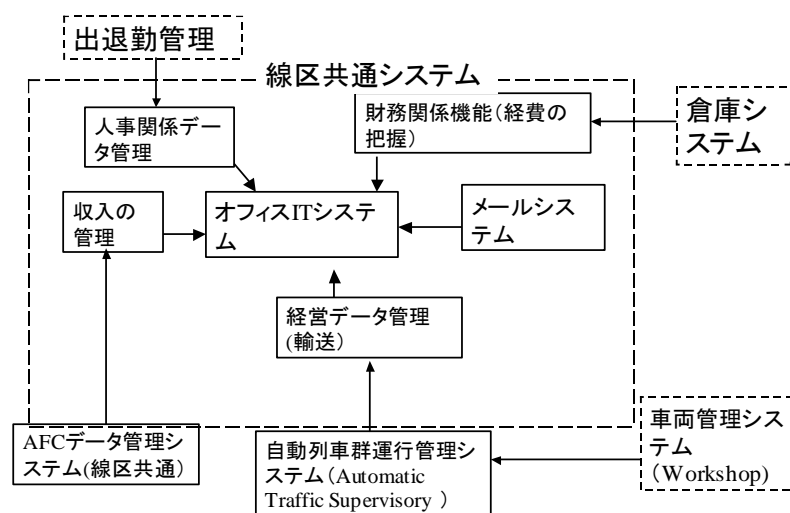 出退勤管理
線区共通システム
人事関係デー
タ管理
財務関係機能（経費の
把握）
倉庫シ
ステム
収入の
管理
オフィスITシステ
ム
メールシス
テム
経営データ管理
(輸送）
AFCデータ管理シ
ステム(線区共通)
自動列車群運行管理シ
ステム（Automatic
Traffic Supervisory ）
車両管理シス
テム
（Workshop)